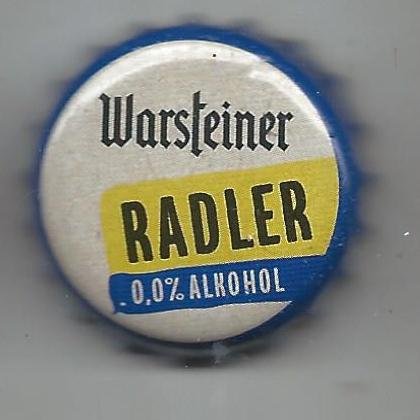 Warsteiner
RADLER
0,0% ALKOHOL